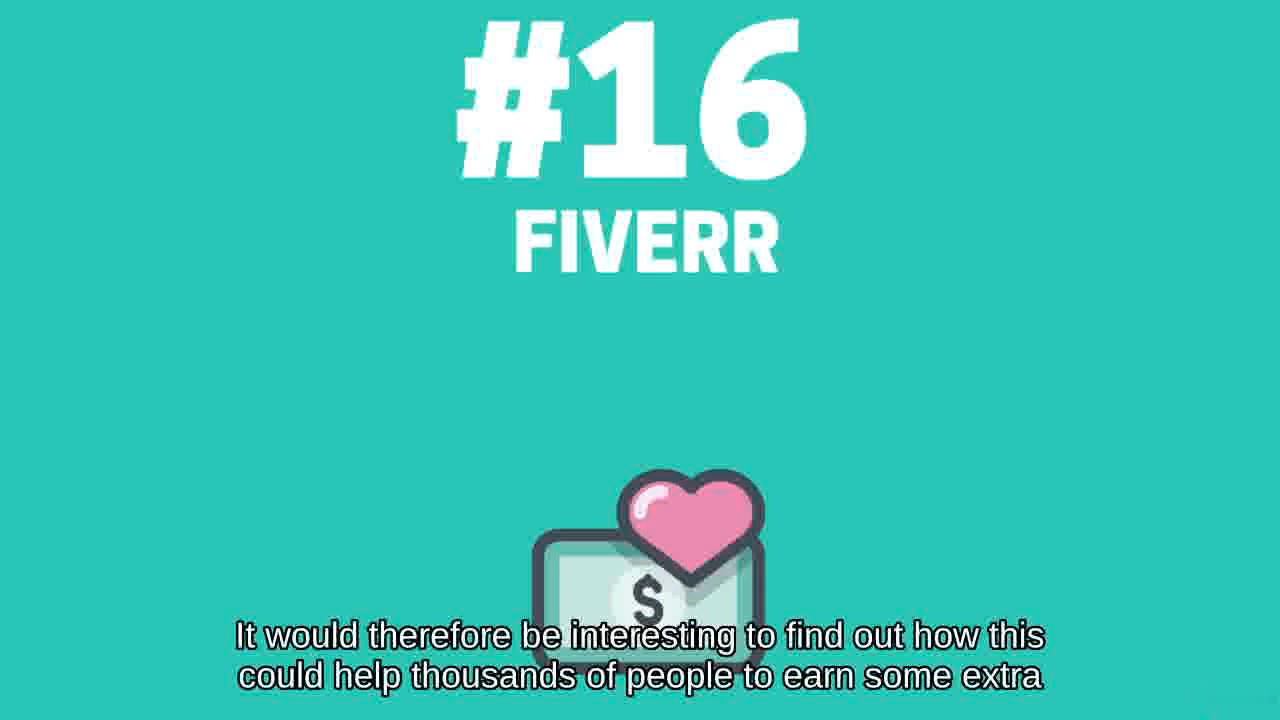 #16
FIVERR
$
It would therefore be interesting to find out how this
could help thousands of people to earn some extra